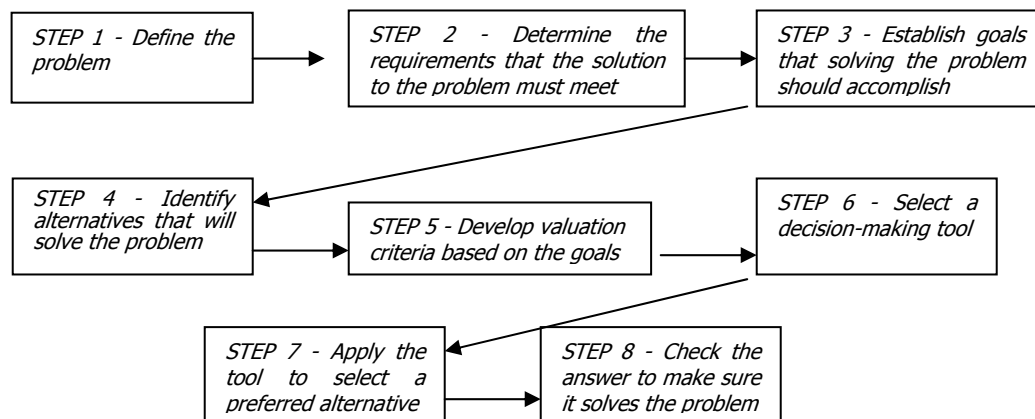 STEP 1 - Define the
problem
STEP 2 - Determine the
requirements that the solution
to the problem must meet
STEP 3 - Establish goals
that solving the problem
should accomplish
STEP 4 - Identify
alternatives that will
solve the problem
STEP 5 - Develop valuation
criteria based on the goals
STEP 6 - Select a
decision-making tool
STEP 7 - Apply the
tool to select a
preferred alternative
STEP 8 - Check the
answer to make sure
it solves the problem